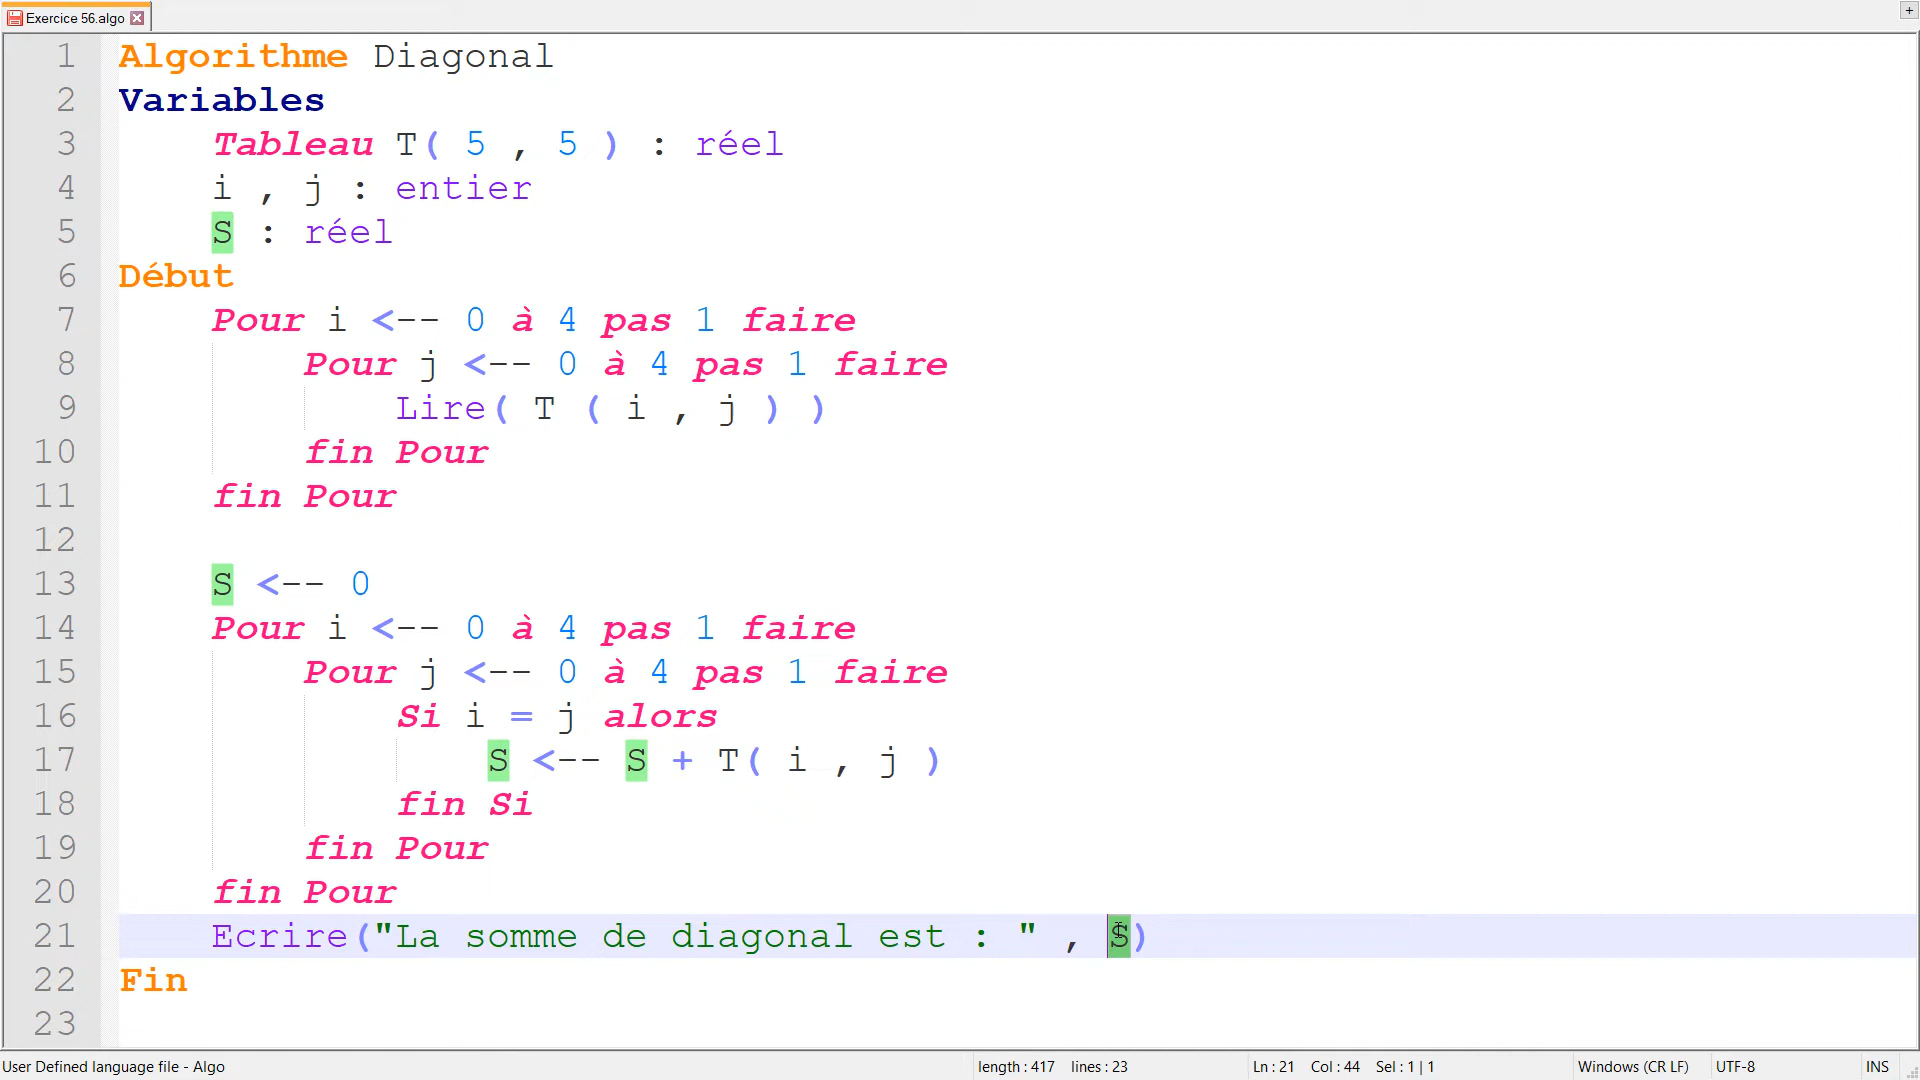 Exercice 56.algo
1 Algorithme Diagonal
2 Variables
3 Tableau T( 5 , 5 ) : réel
4 i , j : entier
5 S : réel
6 Début
7 Pour i <-- 0 à 4 pas 1 faire
8 Pour j <-- 0 à 4 pas 1 faire
9 Lire( T ( i , j ) )
10 fin Pour
11 fin Pour
12
13 S <-- 0
14 Pour i <-- 0 à 4 pas 1 faire
15 Pour j <-- 0 à 4 pas 1 faire
16 Si i = j alors
17 S <-- S + T( i , j )
18 fin Si
19 fin Pour
20 fin Pour
21 Ecrire("La somme de diagonal est : " , S)
22 Fin
23
User Defined language file - Algo length : 417 lines : 23 Ln : 21 Col : 44 Sel : 1 | 1 Windows (CR LF) UTF-8 INS